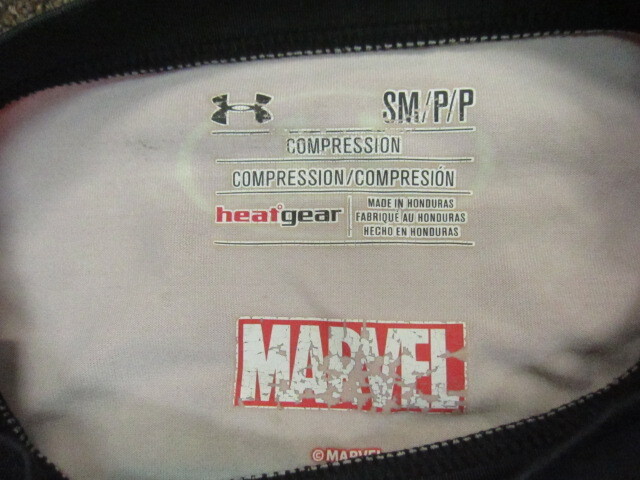 SM/P/P
COMPRESSION
COMPRESSION/COMPRESIÓN
heatgear
MADE IN HONDURAS
FABRIQUÉ AU HONDURAS
HECHO EN HONDURAS
MARVEL
©MARVEL